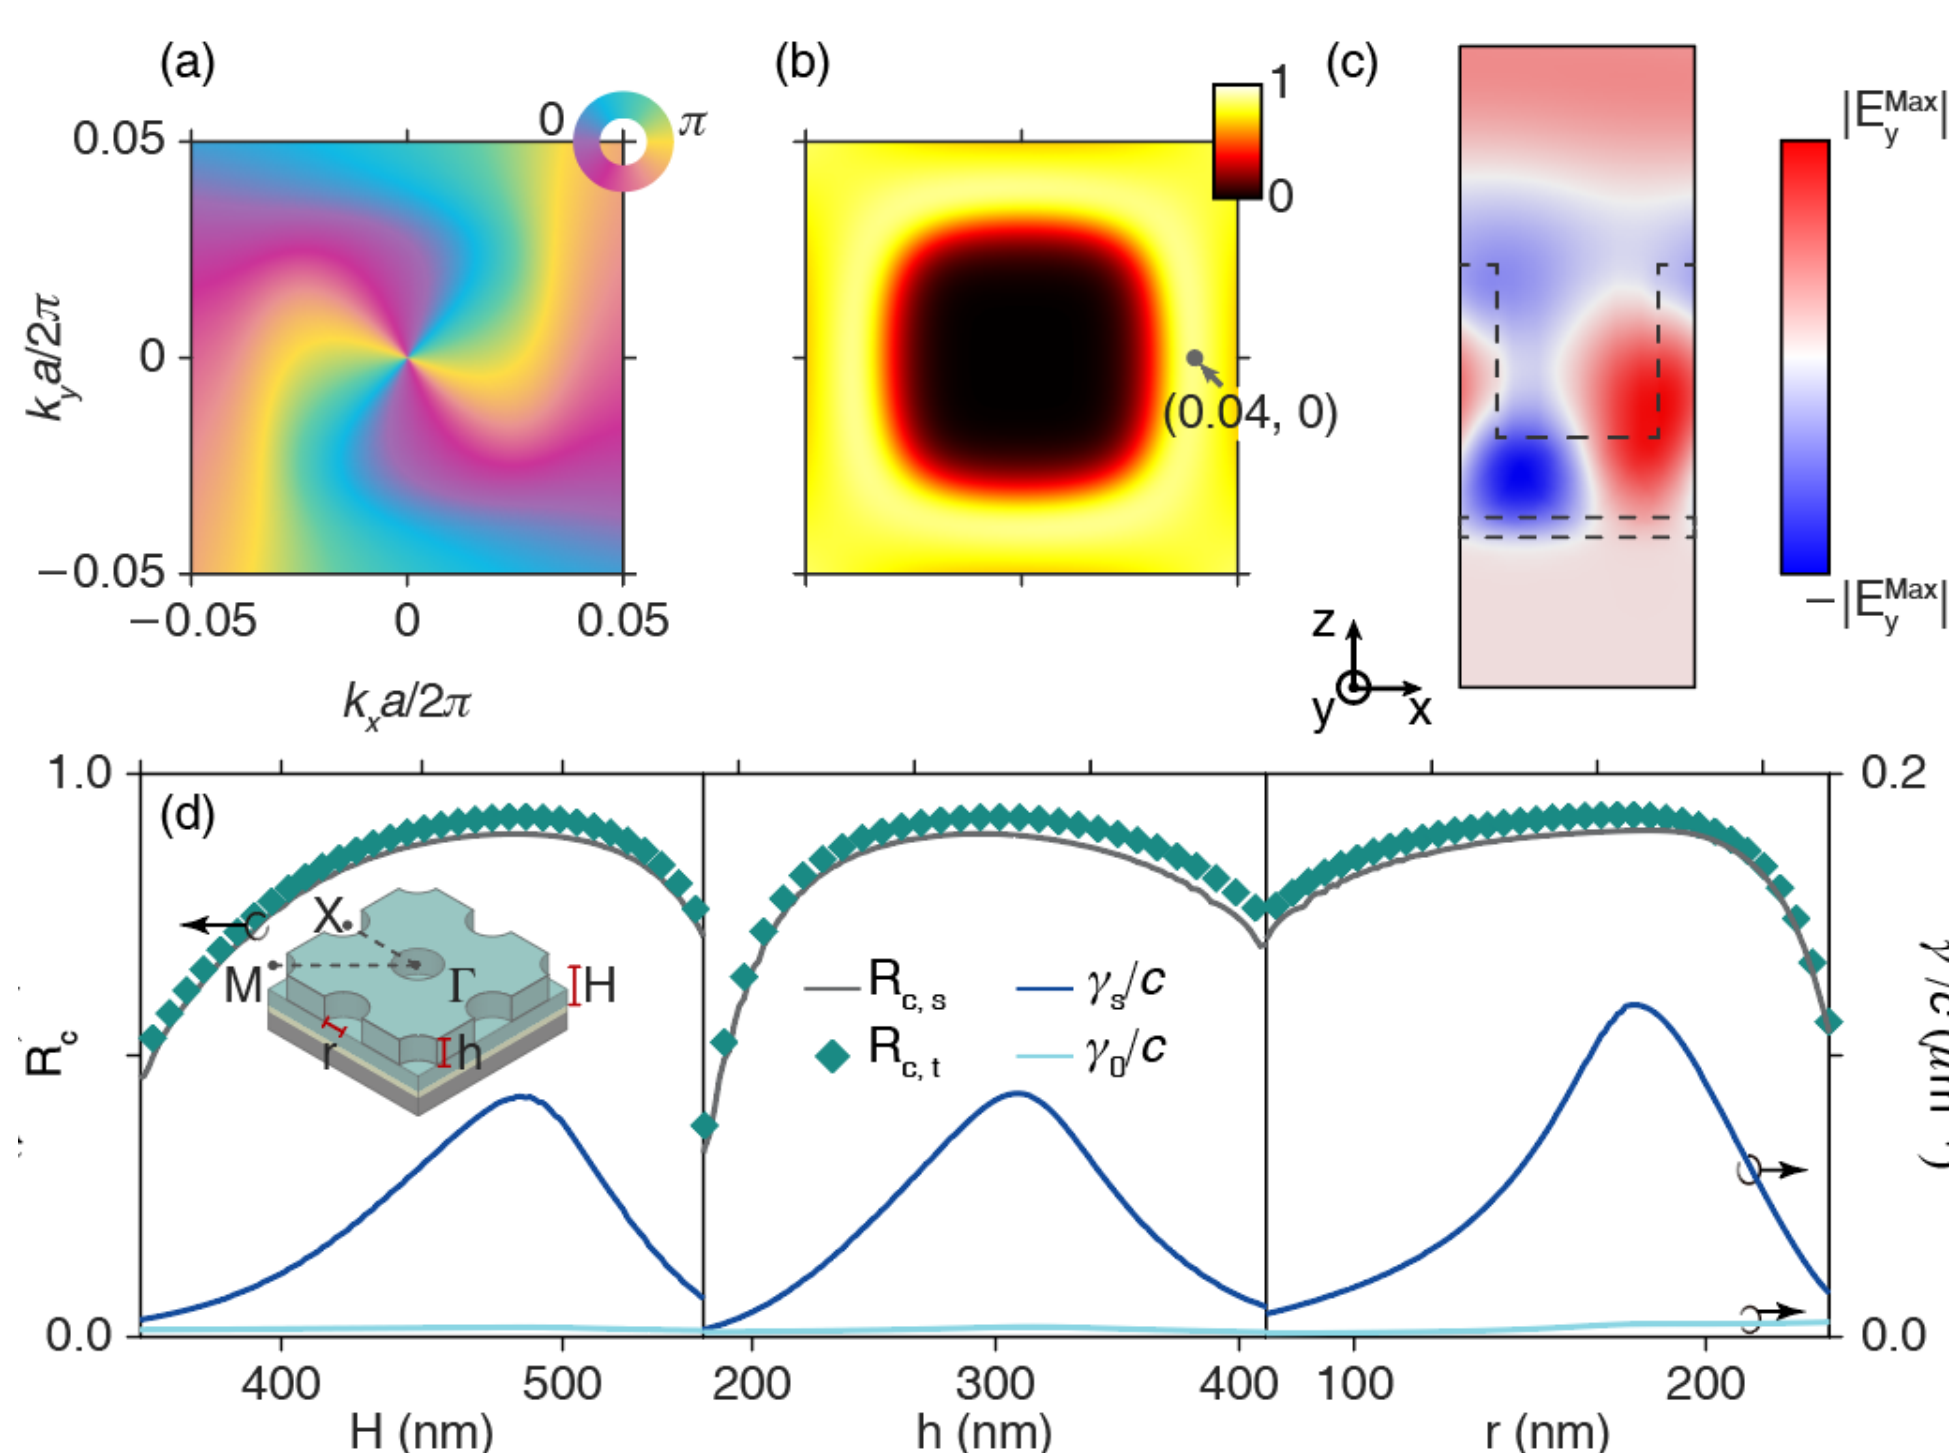 (a)
0
π
0.05
0
−0.05
k_y a/2π
−0.05
0
0.05
k_x a/2π
(b)
1
0
(0.04, 0)
(c)
|E_y^Max|
−|E_y^Max|
z
y
x
(d)
1.0
R_c
0.0
X
M
Γ
H
r
h
R_c, s
R_c, t
γ_s/c
γ_0/c
0.2
0.0
400
500
H (nm)
200
300
400
h (nm)
100
200
r (nm)